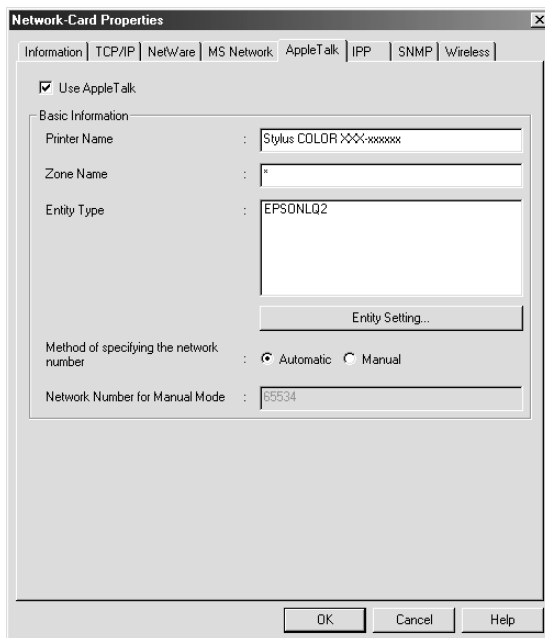 Network-Card Properties
Information TCP/IP NetWare MS Network AppleTalk IPP SNMP Wireless
Use AppleTalk
Basic Information
Printer Name : Stylus COLOR XXX-xxxxxx
Zone Name : *
Entity Type : EPSONLQ2
Entity Setting...
Method of specifying the network
number : Automatic Manual
Network Number for Manual Mode : 65534
OK Cancel Help